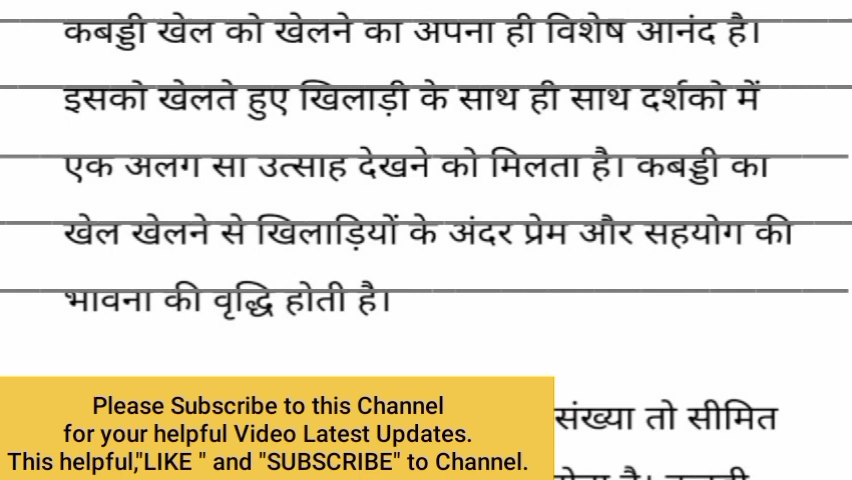 कबड्डी खेल को खेलने का अपना ही विशेष आनंद है।
इसको खेलते हुए खिलाड़ी के साथ ही साथ दर्शको में
एक अलग सा उत्साह देखने को मिलता है। कबड्डी का
खेल खेलने से खिलाड़ियों के अंदर प्रेम और सहयोग की
भावना की वृद्धि होती है।
संख्या तो सीमित
Please Subscribe to this Channel
for your helpful Video Latest Updates.
This helpful,"LIKE " and "SUBSCRIBE" to Channel.